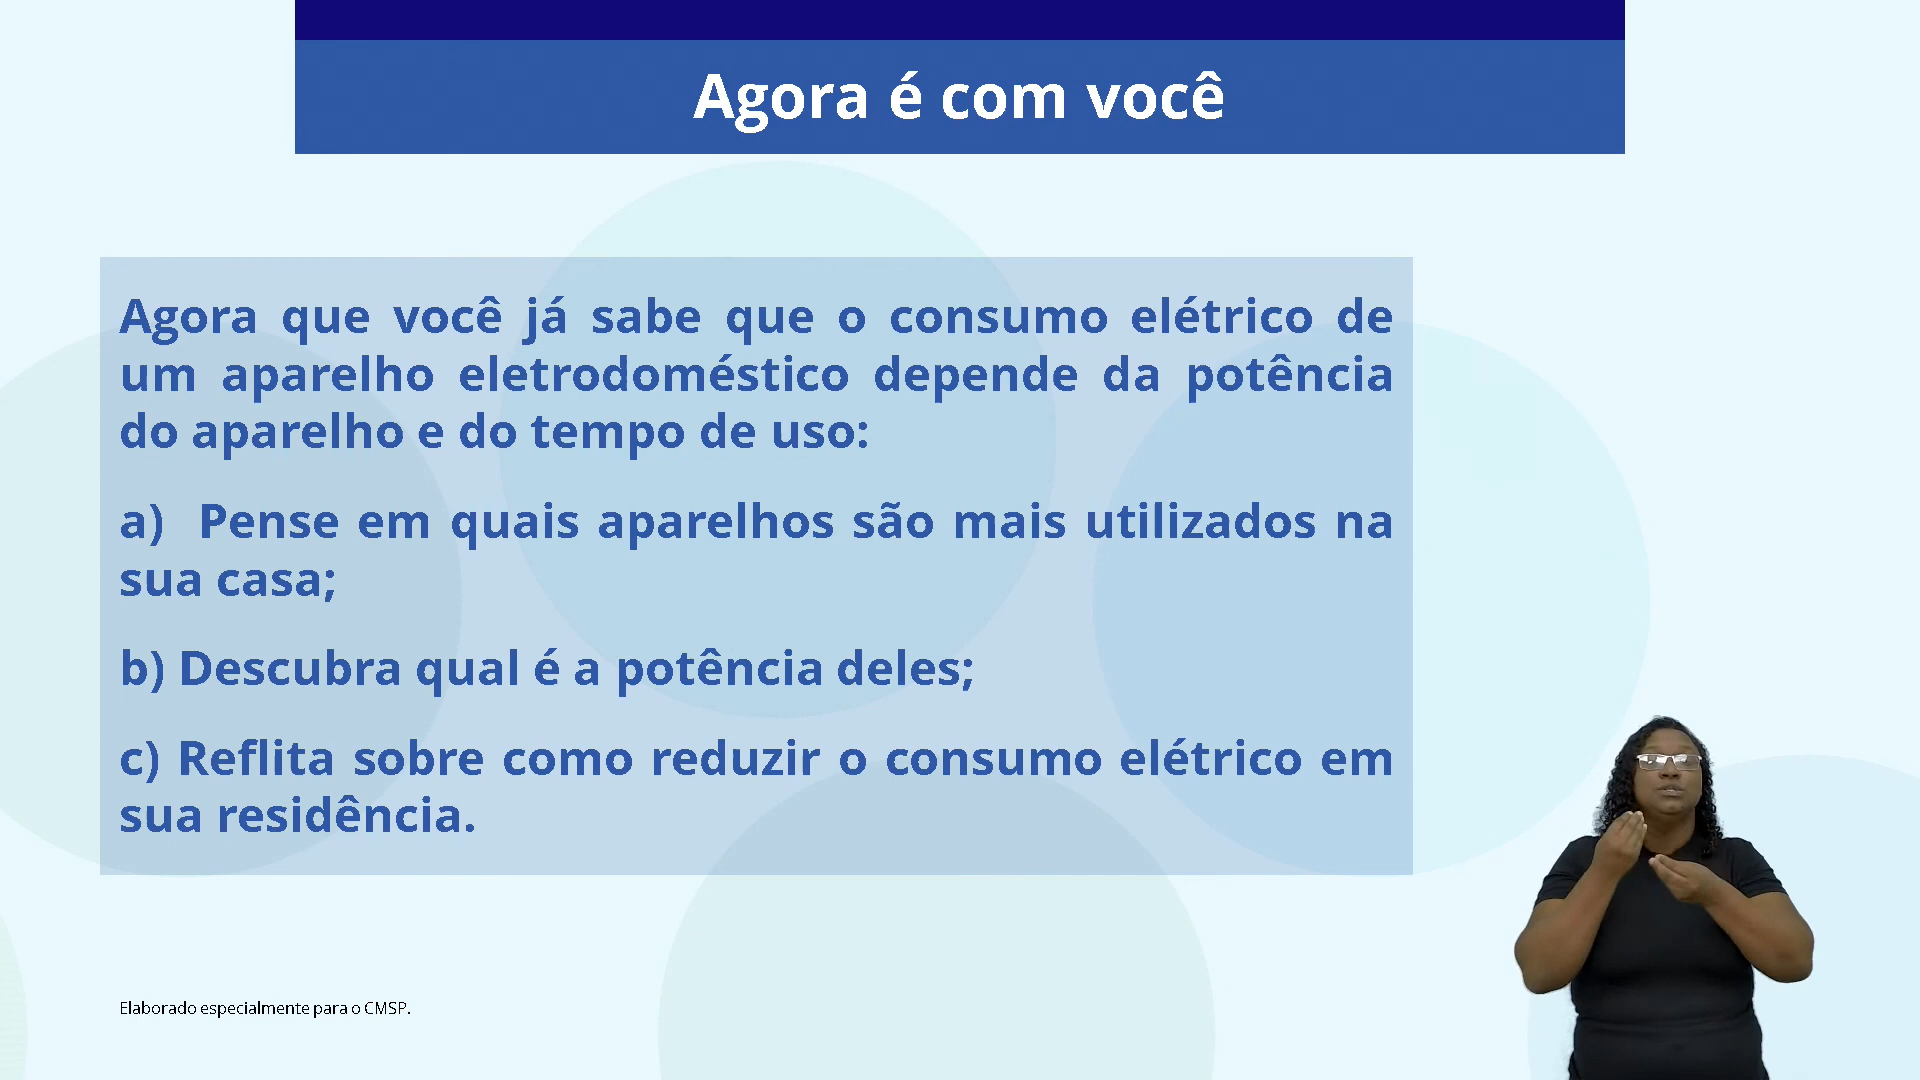 Agora é com você
Agora que você já sabe que o consumo elétrico de
um aparelho eletrodoméstico depende da potência
do aparelho e do tempo de uso:
a) Pense em quais aparelhos são mais utilizados na
sua casa;
b) Descubra qual é a potência deles;
c) Reflita sobre como reduzir o consumo elétrico em
sua residência.
Elaborado especialmente para o CMSP.